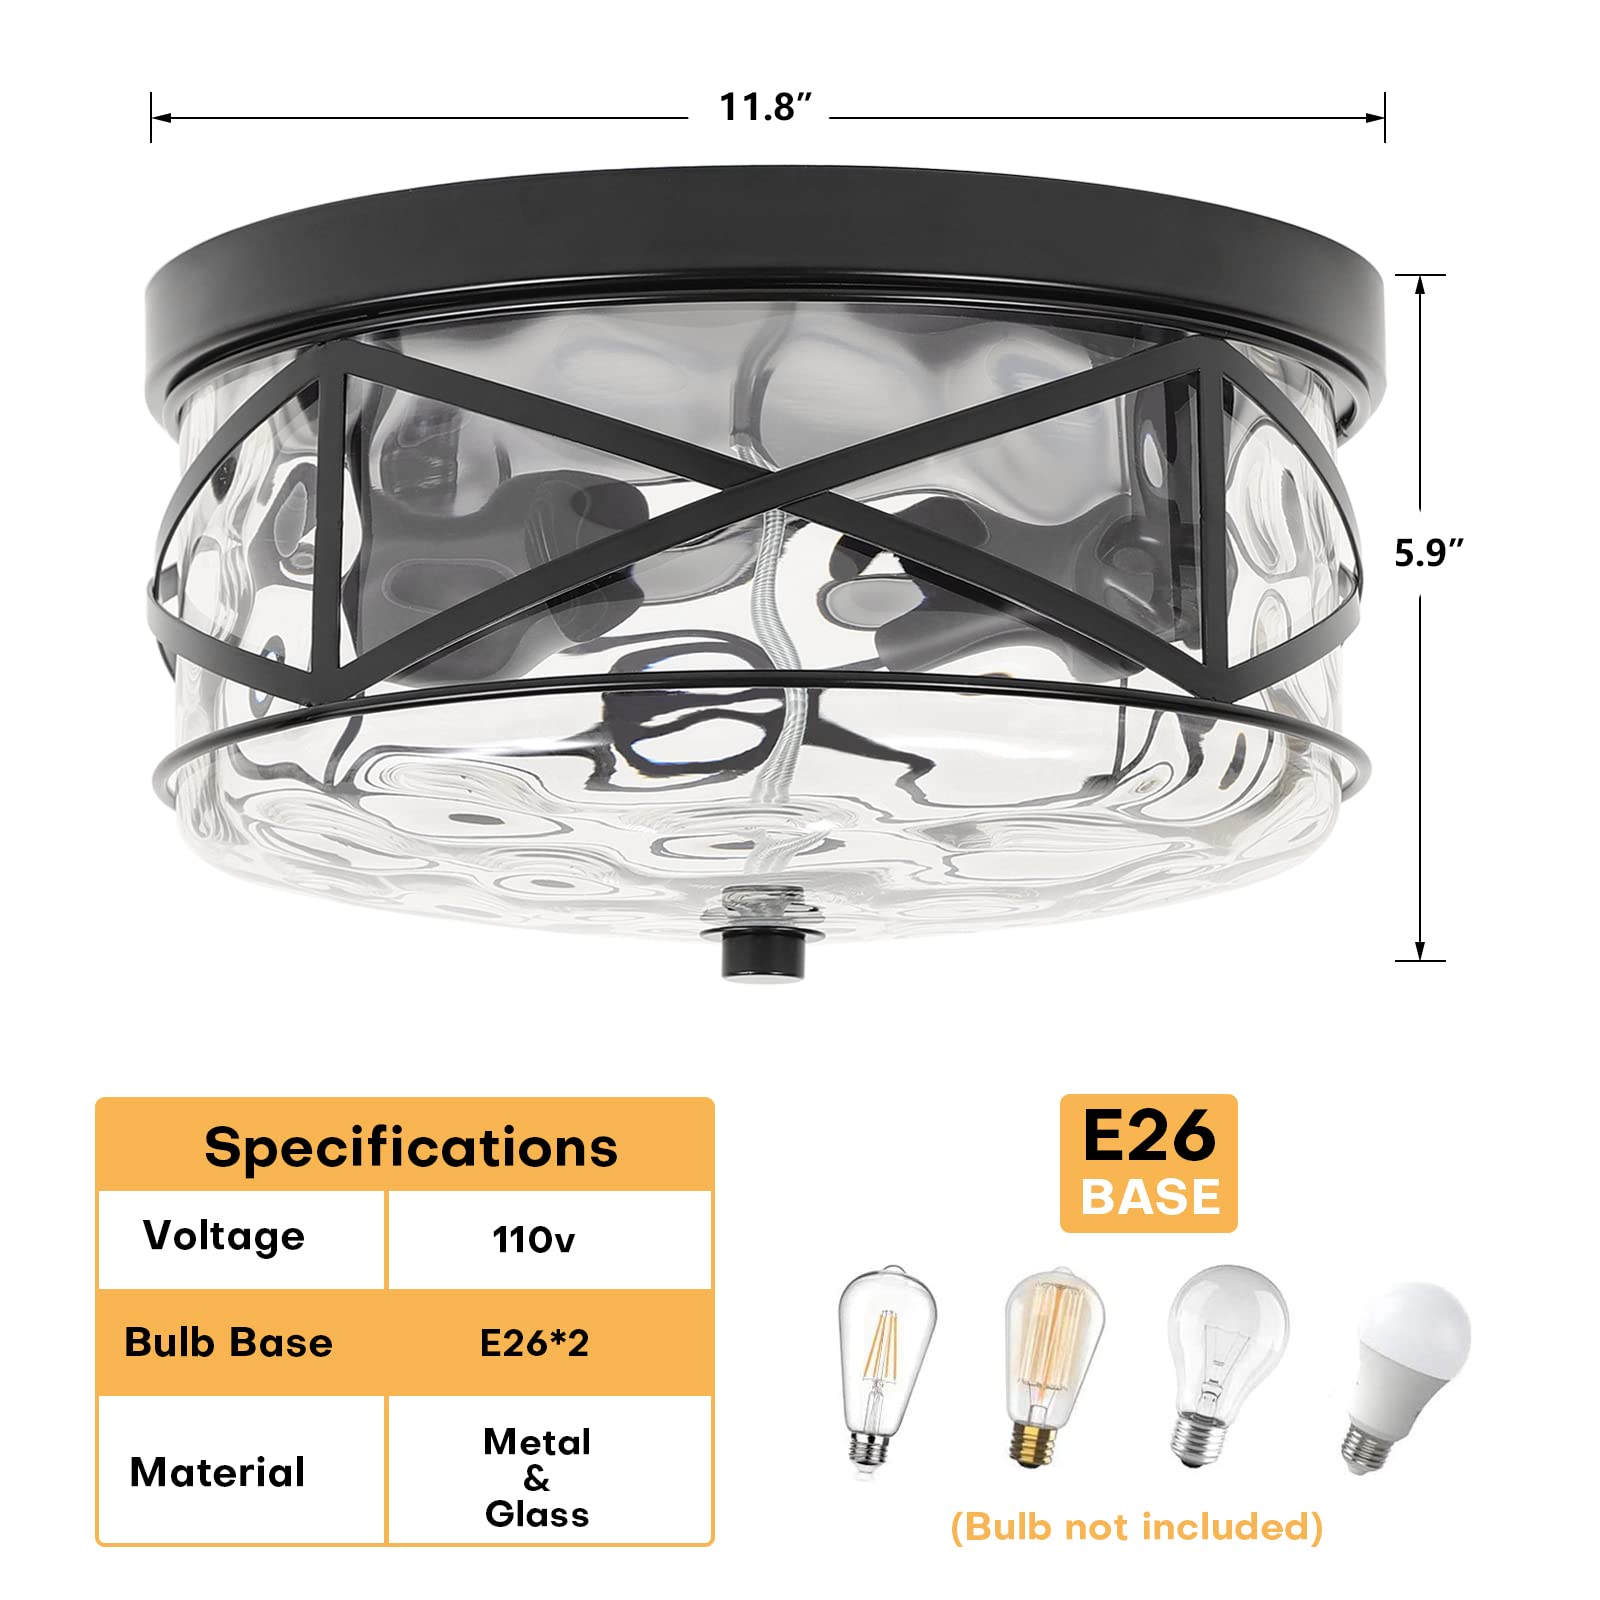 11.8”
5.9”
Specifications
Voltage 110v
Bulb Base E26*2
Material Metal
&
Glass
E26
BASE
(Bulb not included)